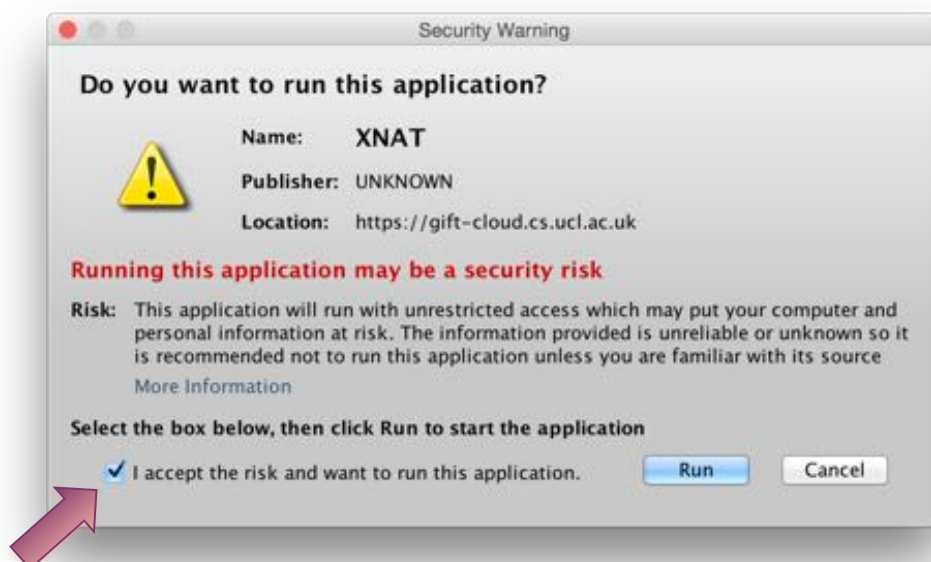 Security Warning
Do you want to run this application?
Name: XNAT
Publisher: UNKNOWN
Location: https://gift-cloud.cs.ucl.ac.uk
Running this application may be a security risk
Risk: This application will run with unrestricted access which may put your computer and
personal information at risk. The information provided is unreliable or unknown so it
is recommended not to run this application unless you are familiar with its source
More Information
Select the box below, then click Run to start the application
I accept the risk and want to run this application. Run Cancel